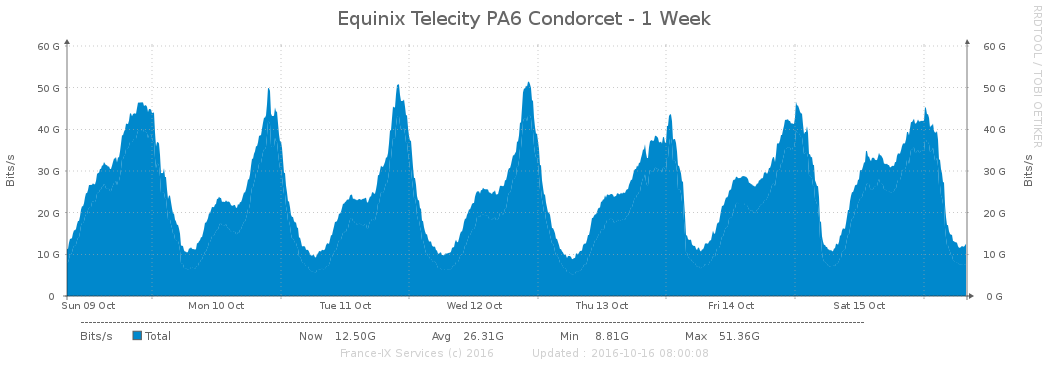 Equinix Telecity PA6 Condorcet - 1 Week
RRDTOOL / TOBI OETIKER
Bits/s
60 G 60 G
50 G 50 G
40 G 40 G
30 G 30 G
20 G 20 G
10 G 10 G
0 0 G
Bits/s
Sun 09 Oct Mon 10 Oct Tue 11 Oct Wed 12 Oct Thu 13 Oct Fri 14 Oct Sat 15 Oct
Bits/s Total Now 12.50G Avg 26.31G Min 8.81G Max 51.36G
France-IX Services (c) 2016 Updated : 2016-10-16 08:00:08